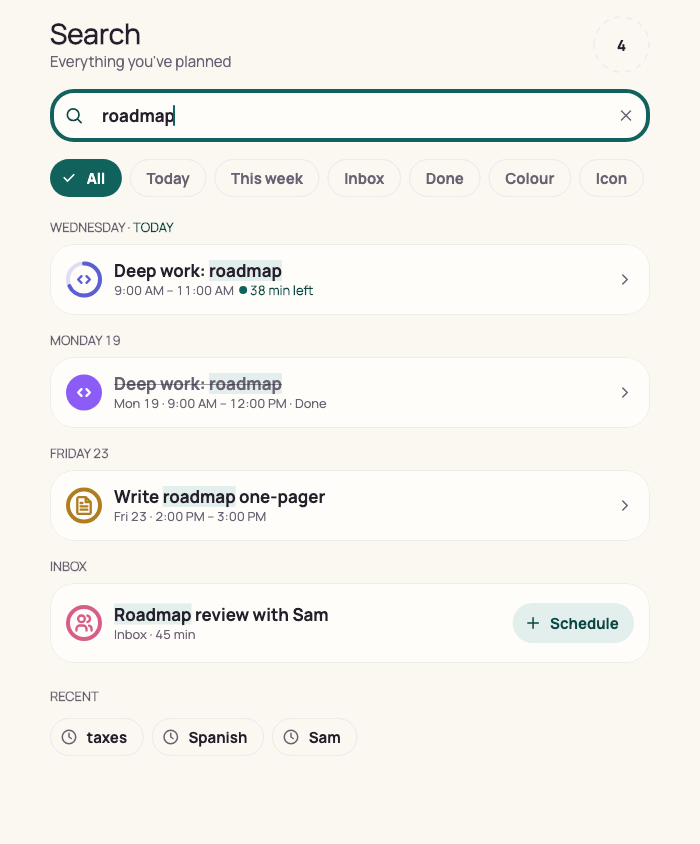 Search
4
Everything you've planned
roadmap
All
Today
This week
Inbox
Done
Colour
Icon
WEDNESDAY · TODAY
Deep work: roadmap
9:00 AM – 11:00 AM 38 min left
MONDAY 19
Deep work: roadmap
Mon 19 · 9:00 AM – 12:00 PM · Done
FRIDAY 23
Write roadmap one-pager
Fri 23 · 2:00 PM – 3:00 PM
INBOX
Roadmap review with Sam
Inbox · 45 min
Schedule
RECENT
taxes
Spanish
Sam